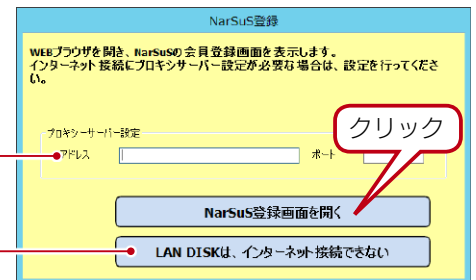 NarSuS登録
WEBブラウザを開き、NarSuSの会員登録画面を表示します。
インターネット接続にプロキシサーバー設定が必要な場合は、設定を行ってくださ
い。
プロキシーサーバー設定
クリック
アドレス
ポート
NarSuS登録画面を開く
LAN DISKは、インターネット接続できない